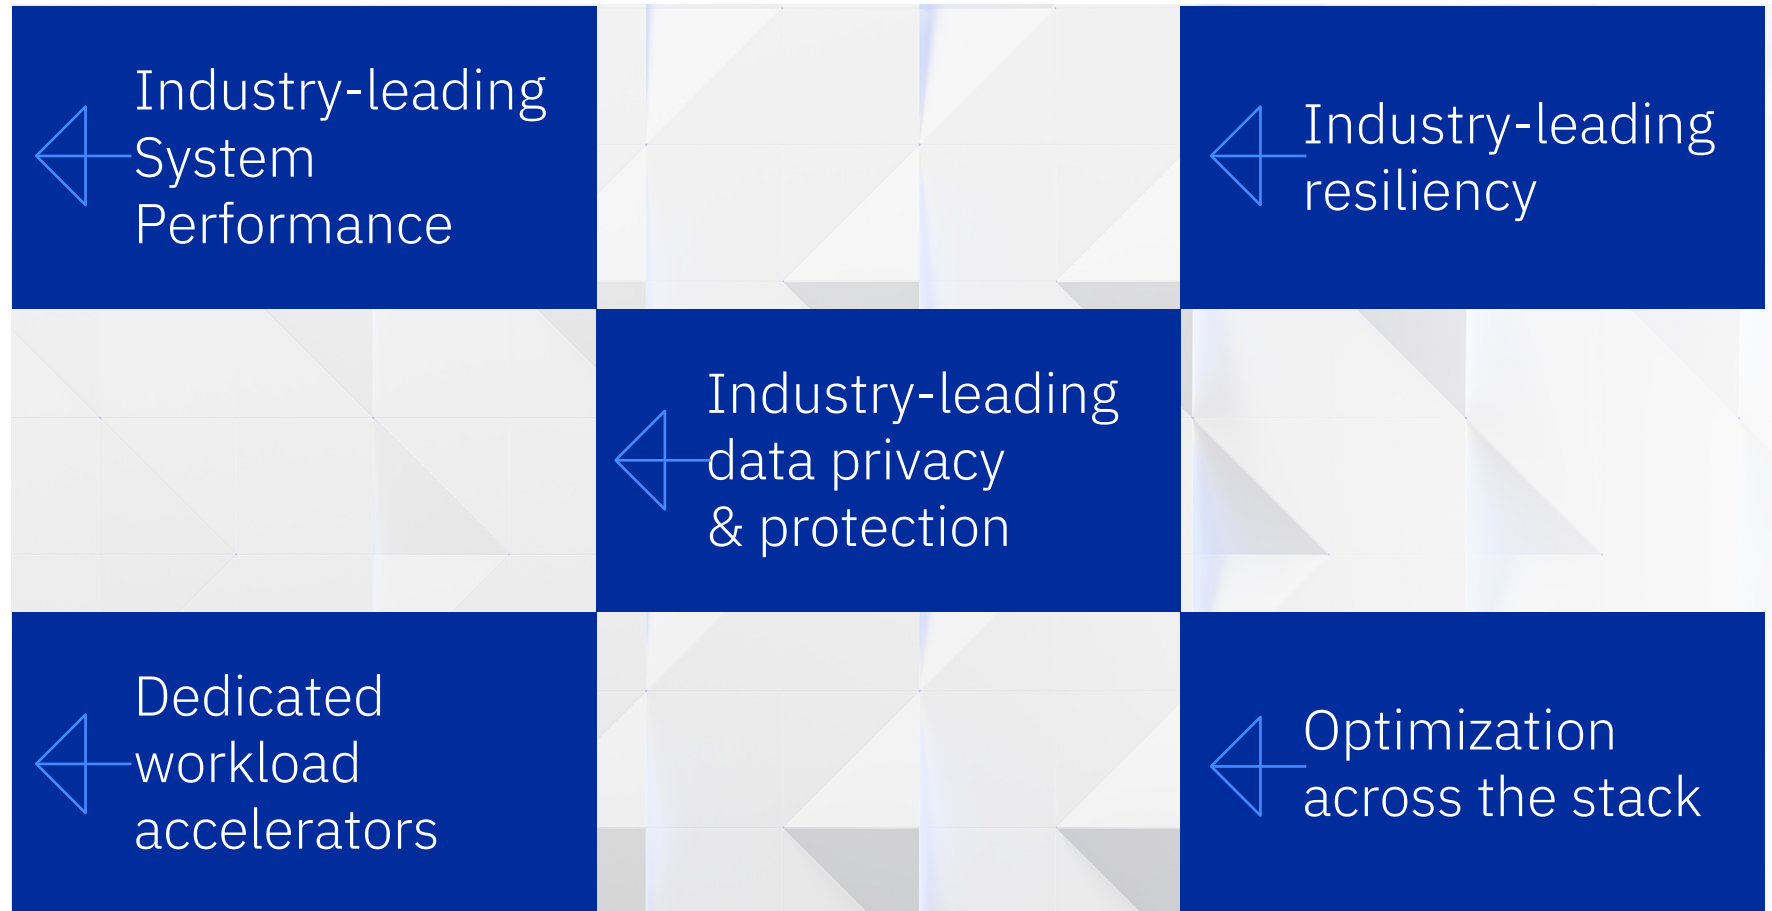 Industry-leading
System
Performance
Industry-leading
resiliency
Industry-leading
data privacy
& protection
Dedicated
workload
accelerators
Optimization
across the stack